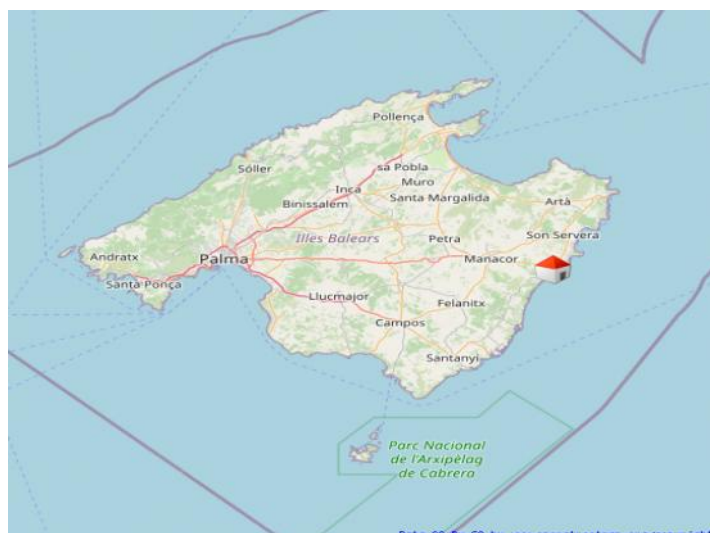 Pollença
sa Pobla
Sóller
Muro
Inca
Santa Margalida
Artà
Binissalem
Son Servera
Illes Balears
Petra
Andratx
Palma
Manacor
Santa Ponça
Llucmajor
Felanitx
Campos
Santanyí
Parc Nacional
de l'Arxipèlag
de Cabrera